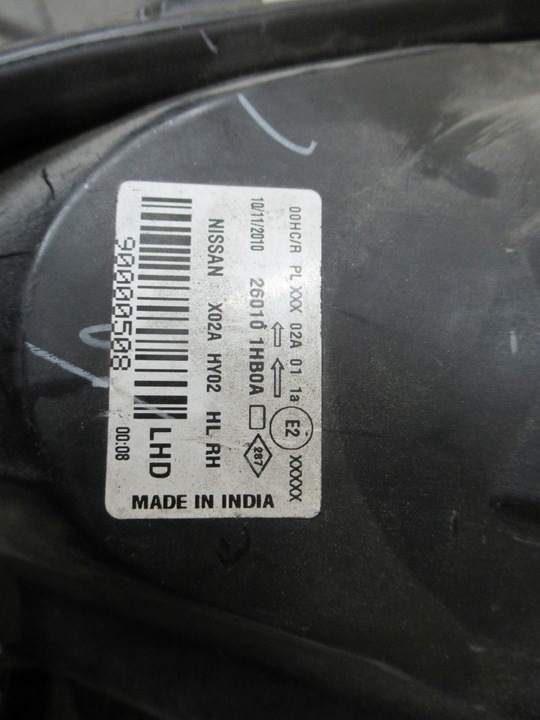 00HC/R PL XXX 02A 01 1a E2 XXXXX
10/11/2010 26010 1HB0A 287
NISSAN X02A HY02 HL RH
LHD
90000508 00:08
MADE IN INDIA